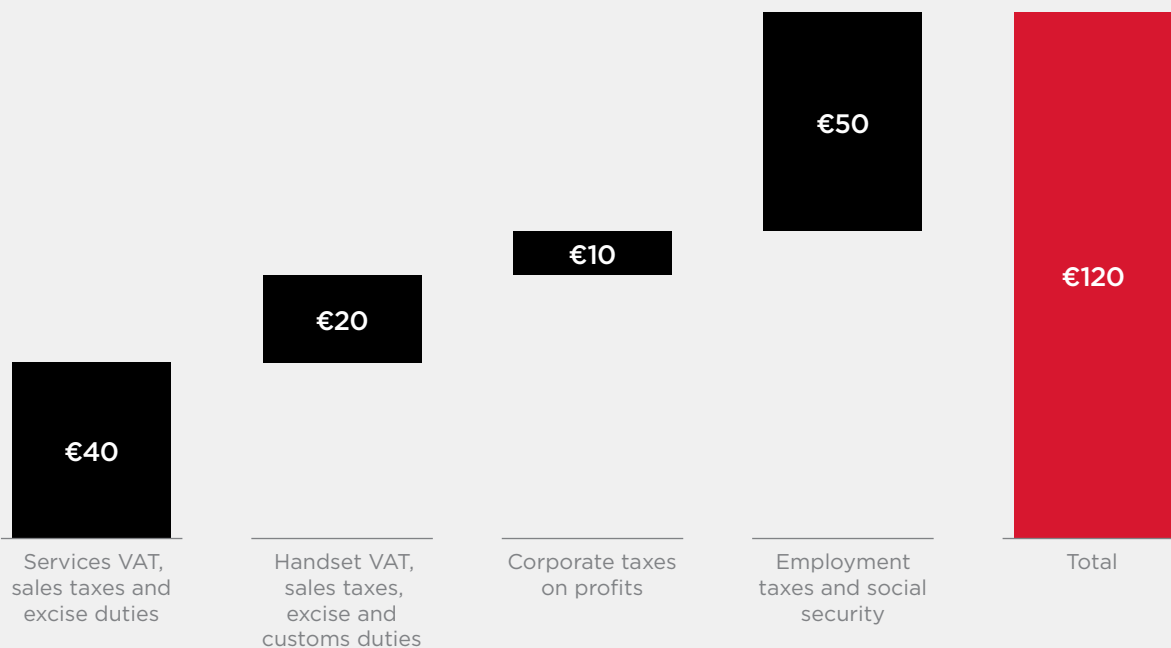 €50
€120
€10
€20
€40
Services VAT,
sales taxes and
excise duties
Handset VAT,
sales taxes,
excise and
customs duties
Corporate taxes
on profits
Employment
taxes and social
security
Total